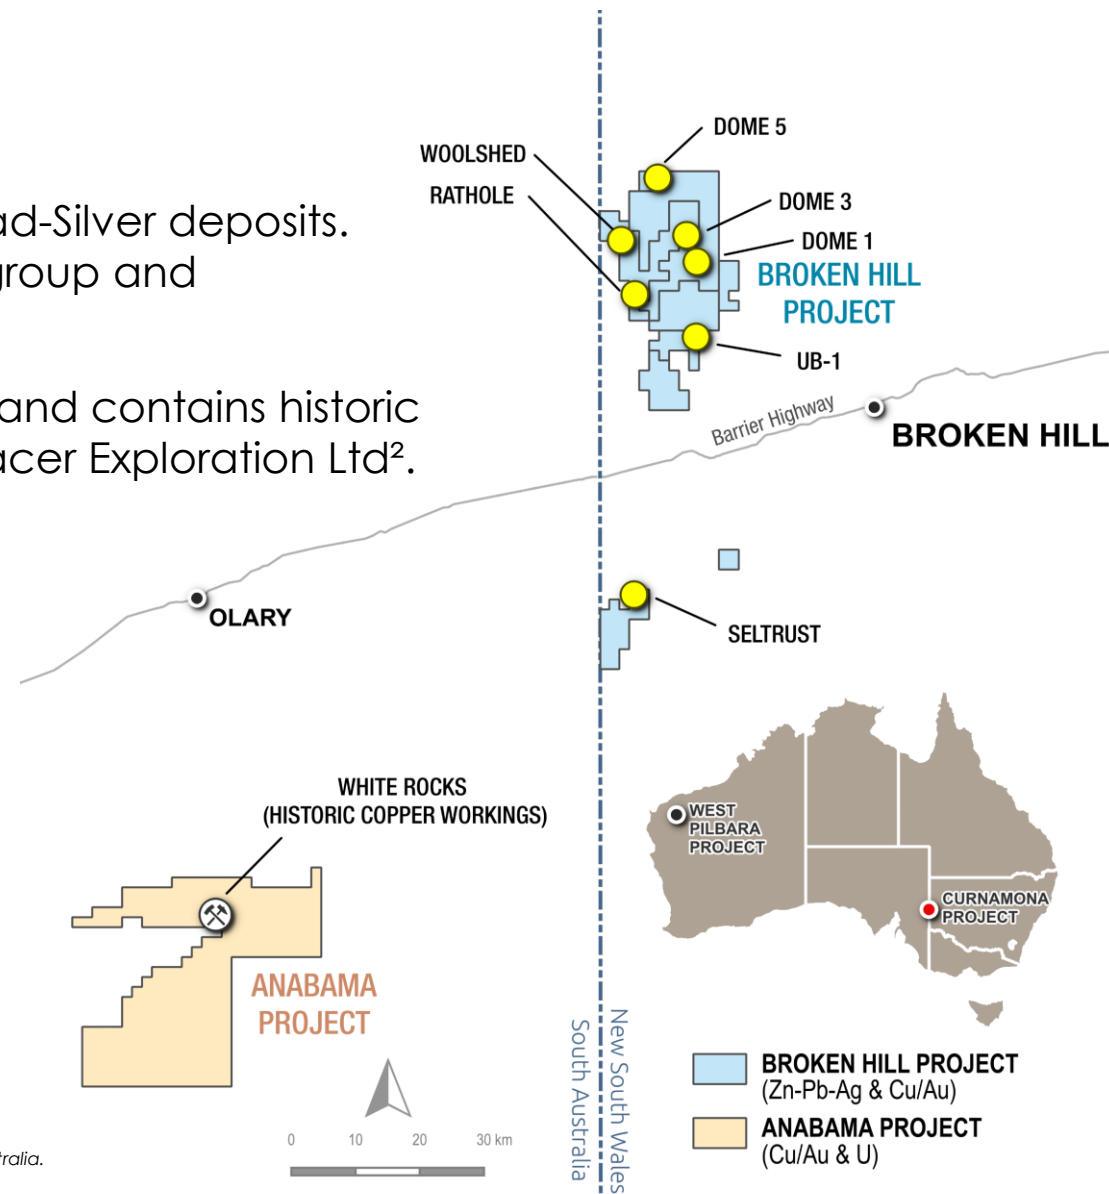 DOME 5
WOOLSHED
RATHOLE
ad-Silver deposits.
DOME 3
group and
DOME 1
BROKEN HILL
PROJECT
UB-1
and contains historic
Barrier Highway
BROKEN HILL
acer Exploration Ltd².
OLARY
SELTRUST
WHITE ROCKS
(HISTORIC COPPER WORKINGS)
WEST
PILBARA
PROJECT
CURNAMONA
PROJECT
ANABAMA
PROJECT
South Australia
New South Wales
BROKEN HILL PROJECT
(Zn-Pb-Ag & Cu/Au)
ANABAMA PROJECT
(Cu/Au & U)
0 10 20 30 km
tralia.